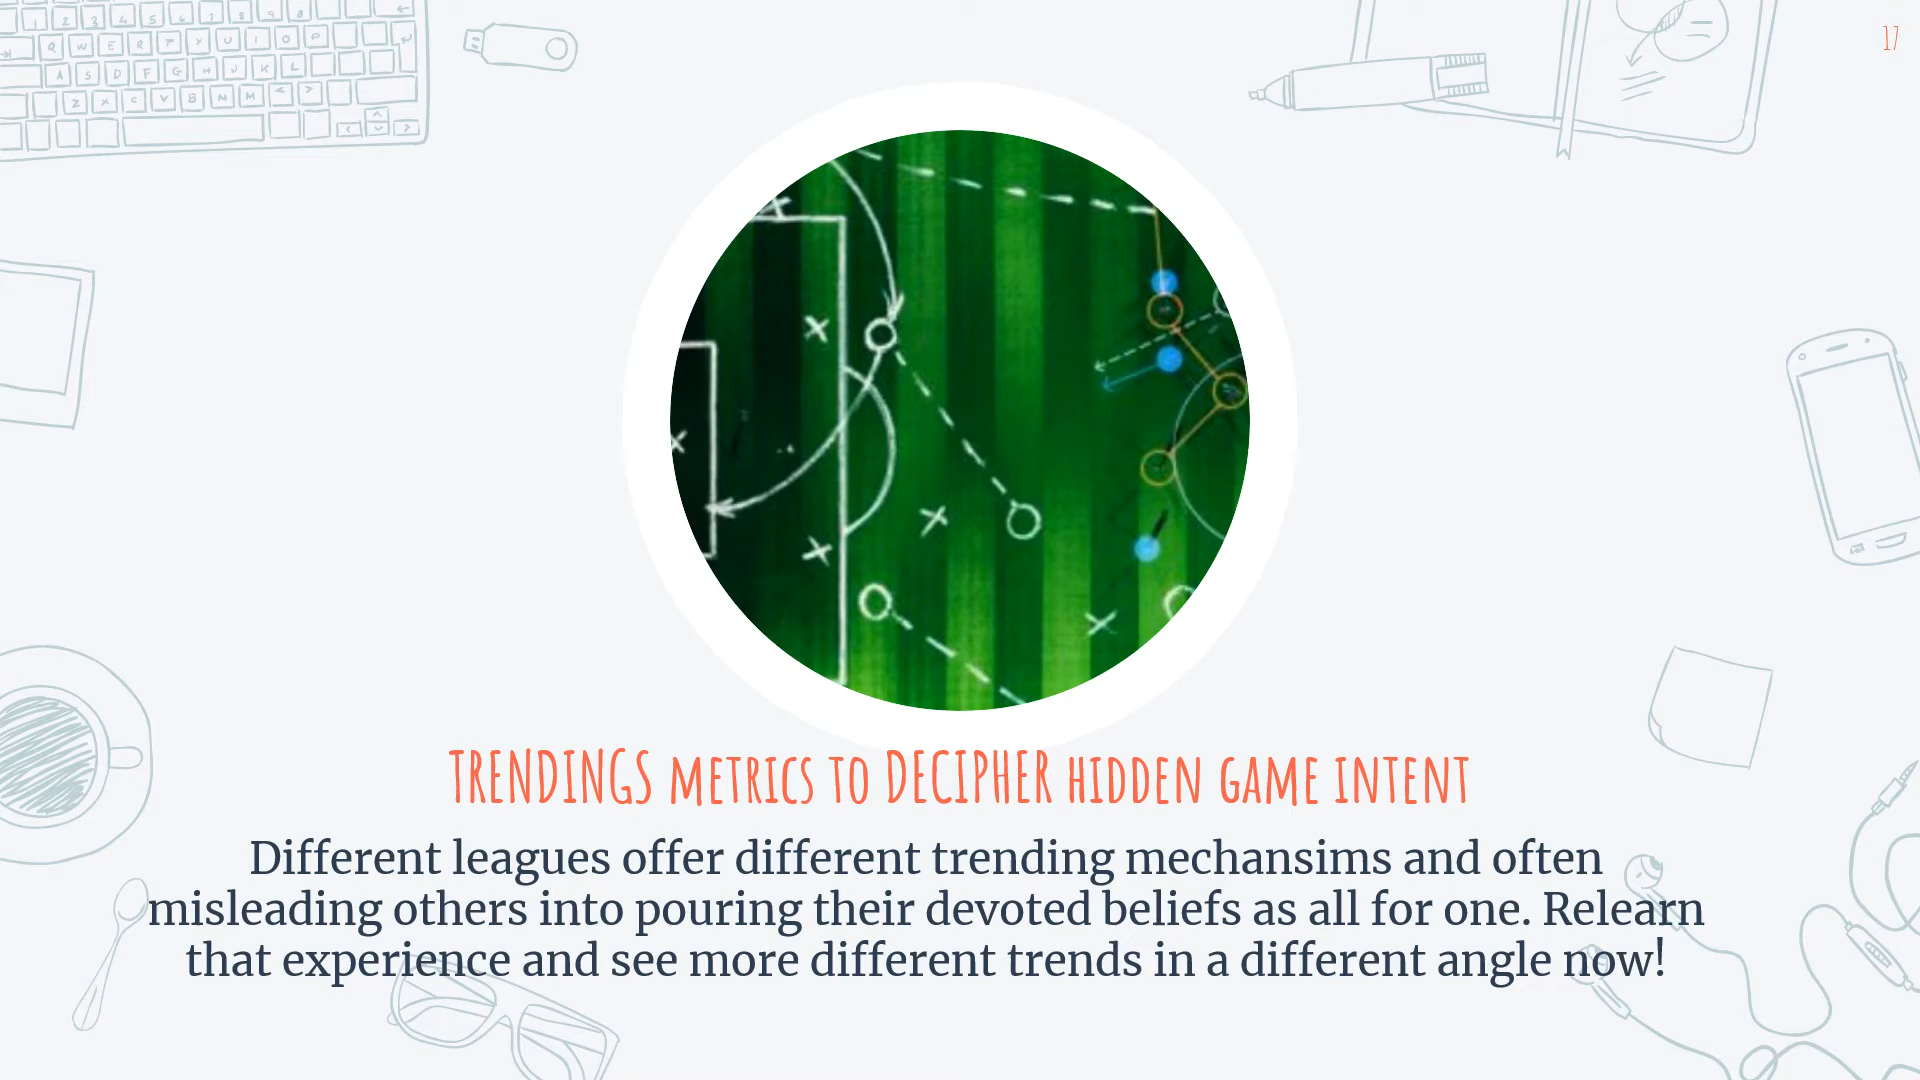 17
TRENDINGS METRICS TO DECIPHER HIDDEN GAME INTENT
Different leagues offer different trending mechansims and often
misleading others into pouring their devoted beliefs as all for one. Relearn
that experience and see more different trends in a different angle now!